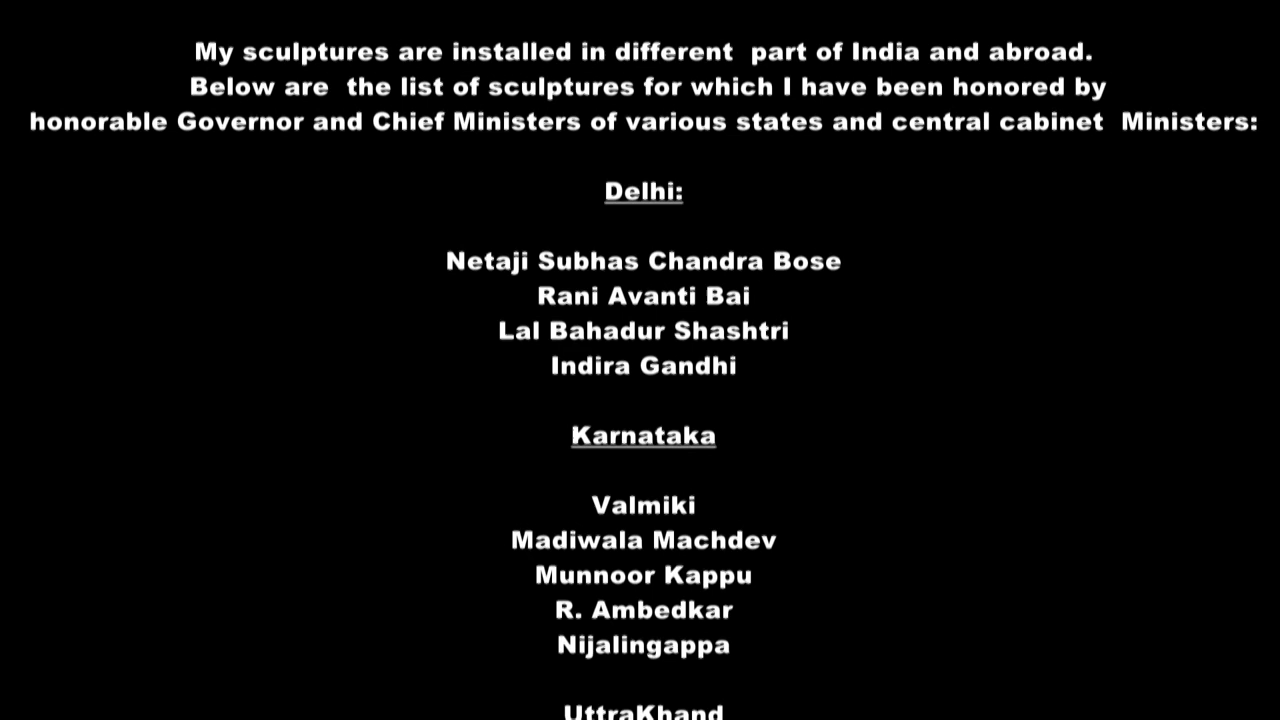 My sculptures are installed in different part of India and abroad.
Below are the list of sculptures for which I have been honored by
honorable Governor and Chief Ministers of various states and central cabinet Ministers:
Delhi:
Netaji Subhas Chandra Bose
Rani Avanti Bai
Lal Bahadur Shashtri
Indira Gandhi
Karnataka
Valmiki
Madiwala Machdev
Munnoor Kappu
R. Ambedkar
Nijalingappa
UttraKhand